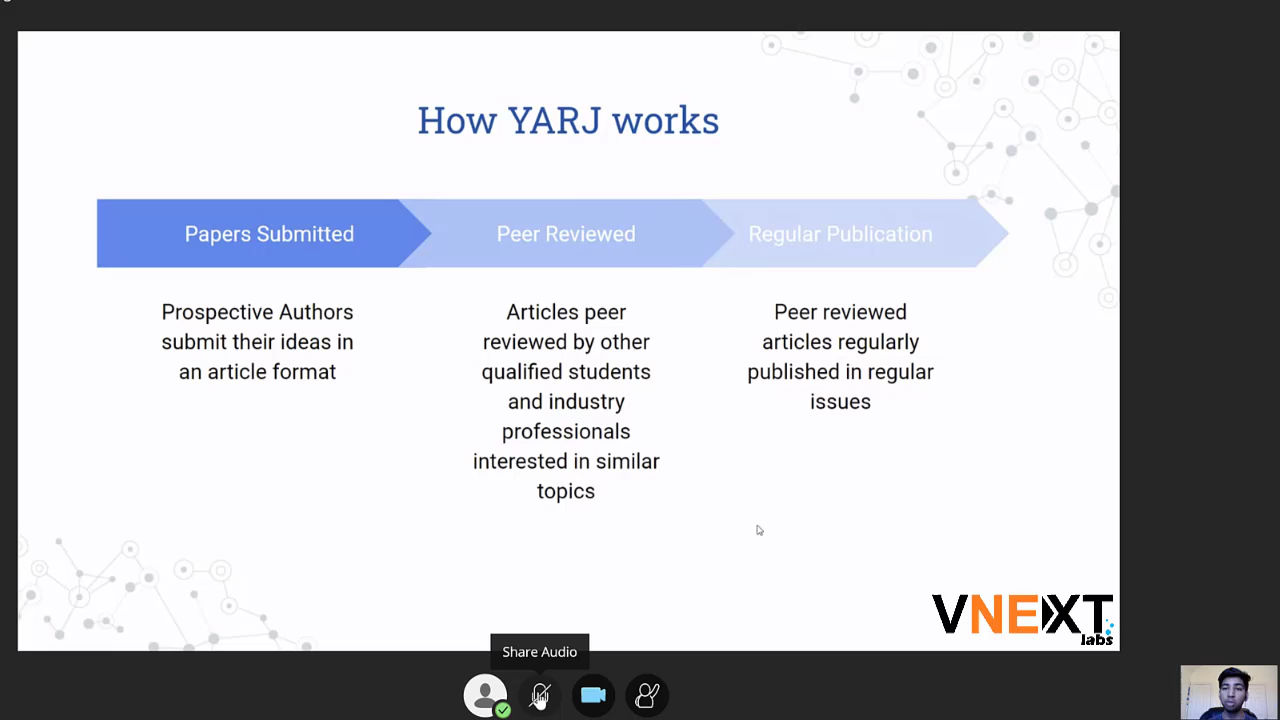 How YARJ works
Papers Submitted
Peer Reviewed
Regular Publication
Prospective Authors
submit their ideas in
an article format
Articles peer
reviewed by other
qualified students
and industry
professionals
interested in similar
topics
Peer reviewed
articles regularly
published in regular
issues
VNEXT
labs
Share Audio